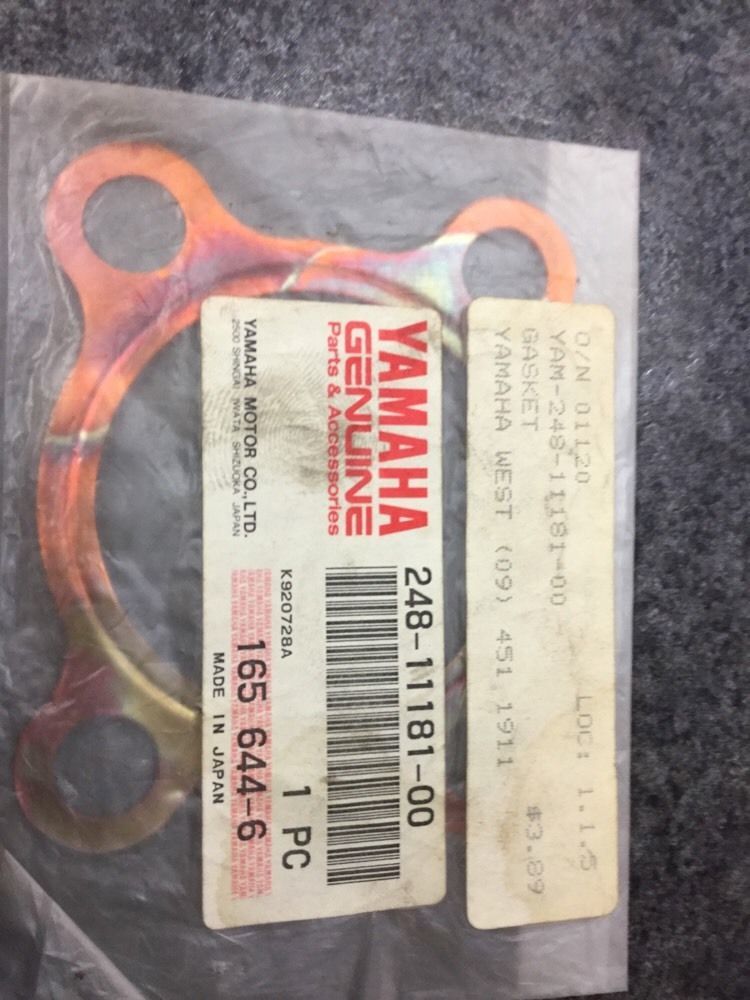 O/N 01120 LOC: 1.1.5
YAM-248-11181-00
GASKET $3.89
YAMAHA WEST (09) 451 1911
YAMAHA
GENUINE
Parts & Accessories
248-11181-00
K920728A 1 PC
YAMAHA MOTOR CO., LTD.
2500 SHINGAI IWATA SHIZUOKA JAPAN
165 644-6
MADE IN JAPAN